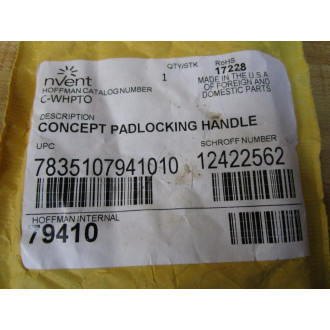 nvent
QTY/STK
1
RoHS
17228
HOFFMAN CATALOG NUMBER
C-WHPTO
MADE IN THE U.S.A
OF FOREIGN AND
DOMESTIC PARTS
DESCRIPTION
CONCEPT PADLOCKING HANDLE
UPC
SCHROFF NUMBER
7835107941010
12422562
HOFFMAN INTERNAL
79410